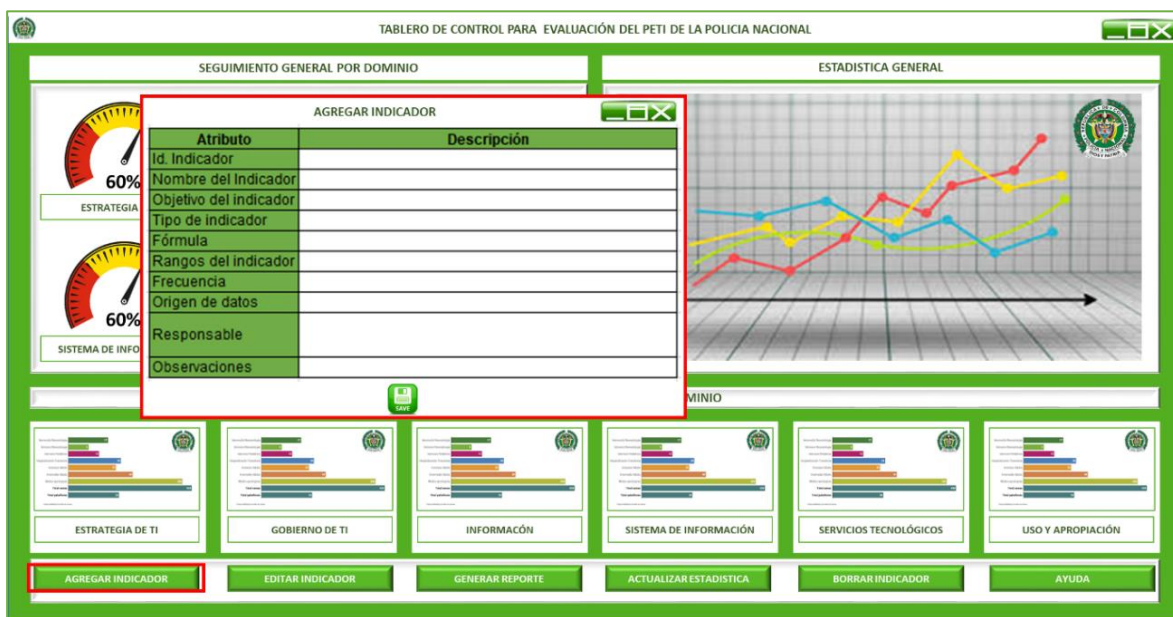 TABLERO DE CONTROL PARA EVALUACIÓN DEL PETI DE LA POLICIA NACIONAL
SEGUIMIENTO GENERAL POR DOMINIO
ESTADISTICA GENERAL
AGREGAR INDICADOR
Atributo Descripción
Id. Indicador
Nombre del Indicador
Objetivo del indicador
Tipo de indicador
Fórmula
Rangos del indicador
Frecuencia
Origen de datos
Responsable
Observaciones
SAVE
60%
ESTRATEGIA
60%
SISTEMA DE INFO
MINIO
ESTRATEGIA DE TI
GOBIERNO DE TI
INFORMACÓN
SISTEMA DE INFORMACIÓN
SERVICIOS TECNOLÓGICOS
USO Y APROPIACIÓN
AGREGAR INDICADOR
EDITAR INDICADOR
GENERAR REPORTE
ACTUALIZAR ESTADISTICA
BORRAR INDICADOR
AYUDA